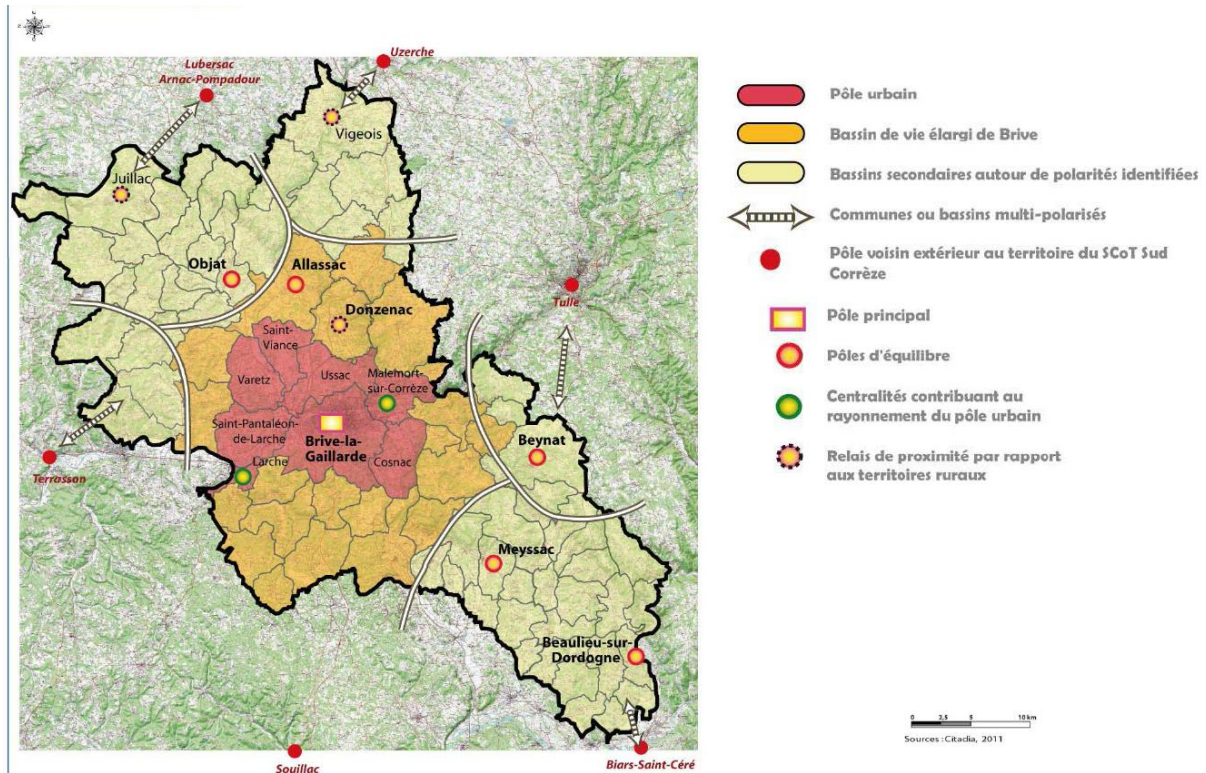 Uzerche
Lubersac
Arnac-Pompadour
Vigeois
Juillac
Objat
Allassac
Donzenac
Tulle
Saint-
Viance
Ussac
Malemort-
sur-Corrèze
Varetz
Saint-Pantaléon-
de-Larche
Brive-la-
Gaillarde
Larche
Cosnac
Beynat
Terrasson
Meyssac
Beaulieu-sur-
Dordogne
Souillac
Biars-Saint-Céré
Pôle urbain
Bassin de vie élargi de Brive
Bassins secondaires autour de polarités identifiées
Communes ou bassins multi-polarisés
Pôle voisin extérieur au territoire du SCoT Sud
Corrèze
Pôle principal
Pôles d'équilibre
Centralités contribuant au
rayonnement du pôle urbain
Relais de proximité par rapport
aux territoires ruraux
0 2,5 5 10 km
Sources : Citadia, 2011